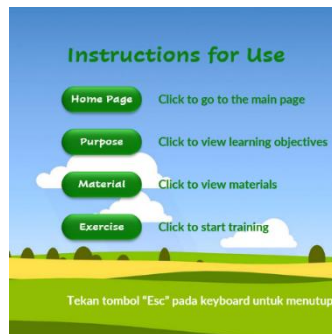 Instructions for Use
Home Page Click to go to the main page
Purpose Click to view learning objectives
Material Click to view materials
Exercise Click to start training
Tekan tombol "Esc" pada keyboard untuk menutup